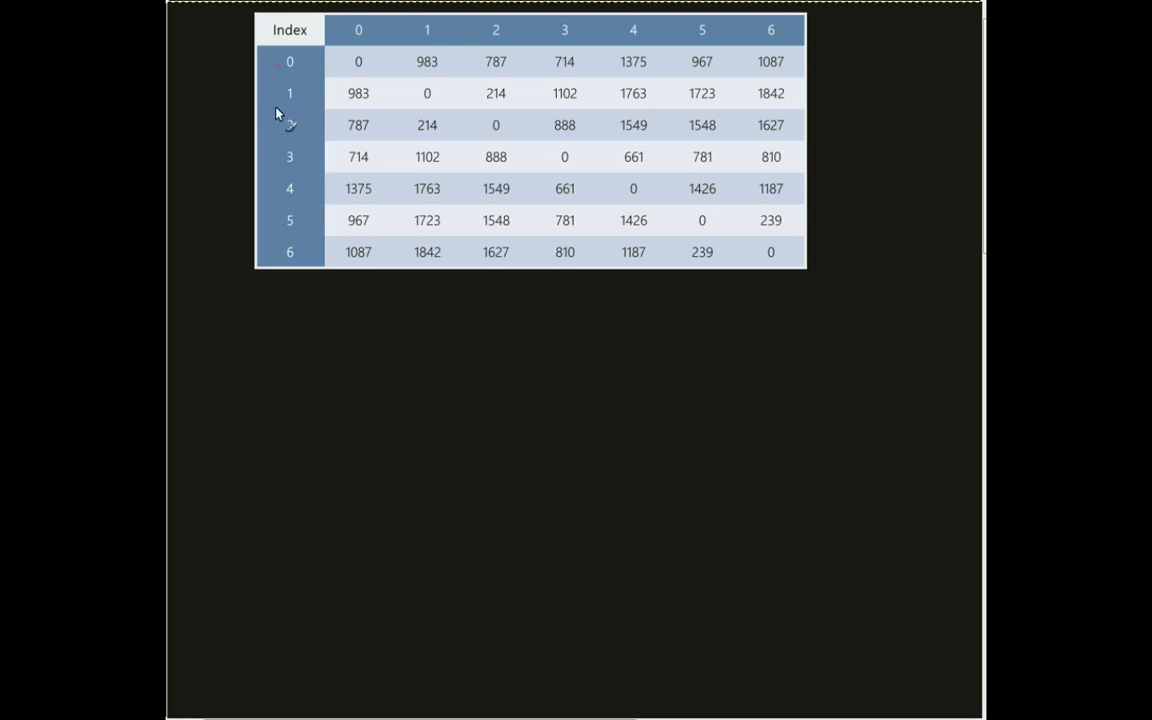 Index 0 1 2 3 4 5 6
0 0 983 787 714 1375 967 1087
1 983 0 214 1102 1763 1723 1842
2 787 214 0 888 1549 1548 1627
3 714 1102 888 0 661 781 810
4 1375 1763 1549 661 0 1426 1187
5 967 1723 1548 781 1426 0 239
6 1087 1842 1627 810 1187 239 0